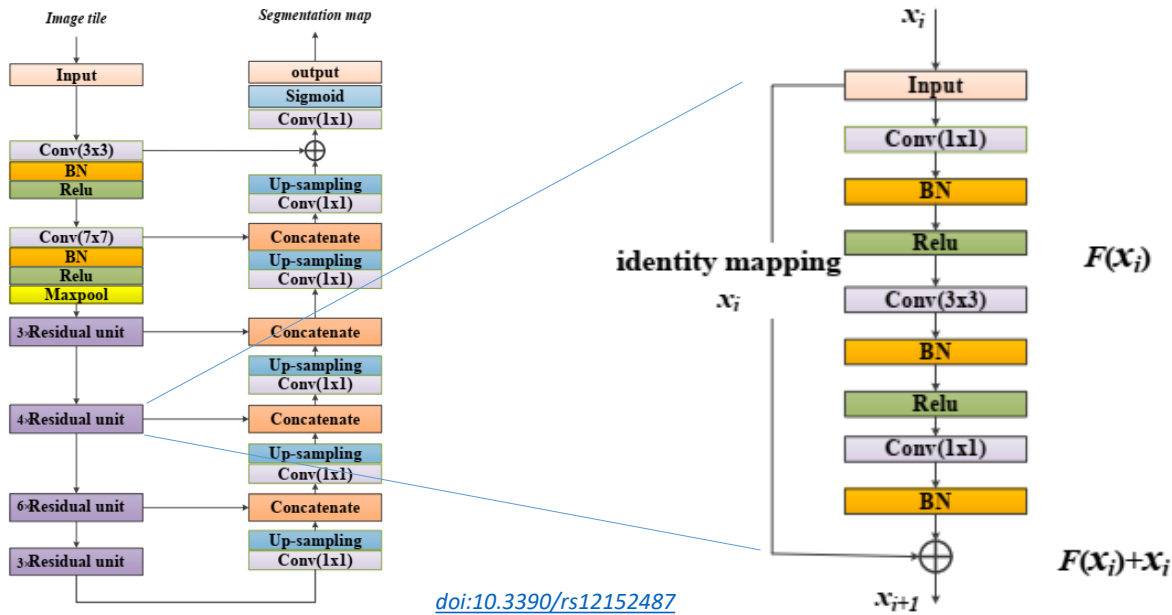 Image tile
Input
Conv(3x3)
BN
Relu
Conv(7x7)
BN
Relu
Maxpool
3×Residual unit
4×Residual unit
6×Residual unit
3×Residual unit
Segmentation map
output
Sigmoid
Conv(1x1)
Up-sampling
Conv(1x1)
Concatenate
Up-sampling
Conv(1x1)
Concatenate
Up-sampling
Conv(1x1)
Concatenate
Up-sampling
Conv(1x1)
Concatenate
Up-sampling
Conv(1x1)
doi:10.3390/rs12152487
xi
Input
Conv(1x1)
BN
Relu
Conv(3x3)
BN
Relu
Conv(1x1)
BN
identity mapping
xi
F(xi)
F(xi)+xi
xi+1